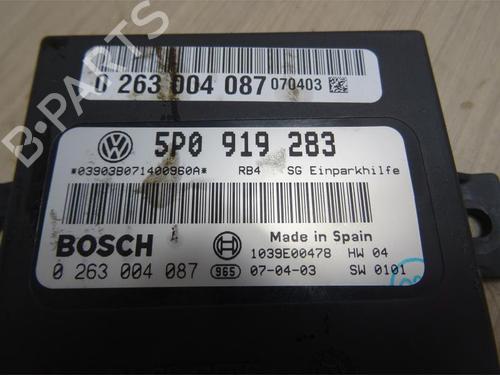 0 263 004 087 070403
5P0 919 283
*03903B071400960A* RB4 SG Einparkhilfe
BOSCH
Made in Spain
1039E00478 HW 04
0 263 004 087 965 07-04-03 SW 0101
B-PARTS